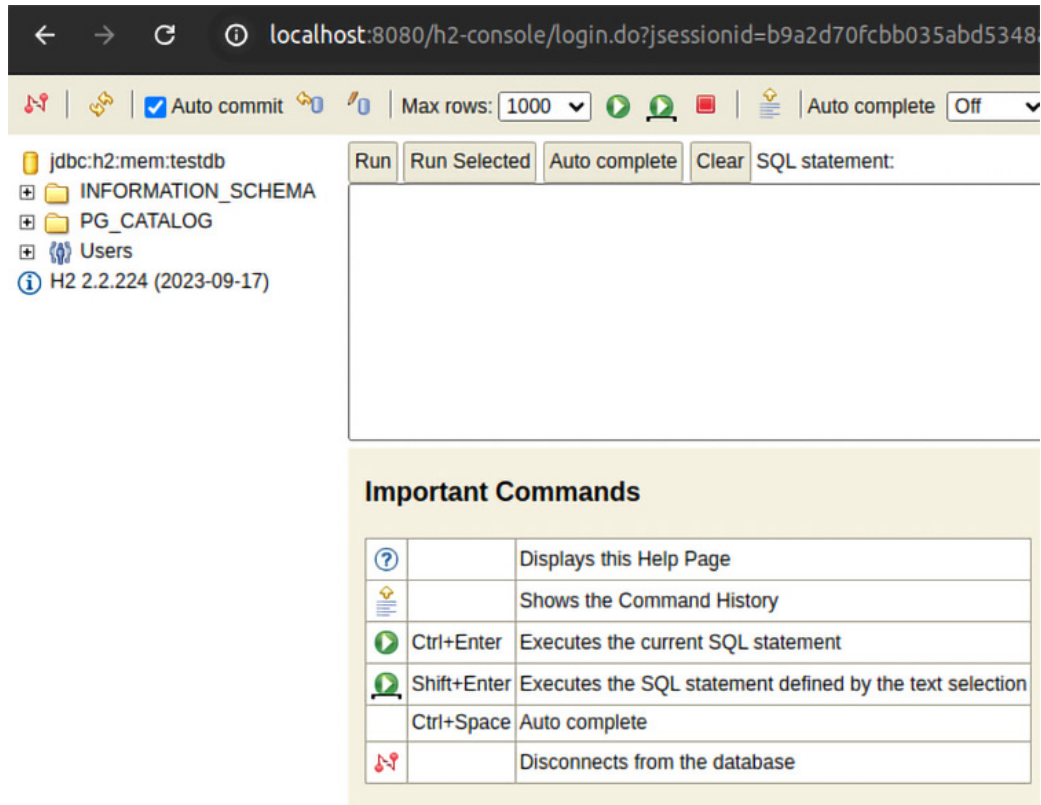 localhost:8080/h2-console/login.do?jsessionid=b9a2d70fcbb035abd5348
Auto commit Max rows: 1000 Auto complete Off
jdbc:h2:mem:testdb
INFORMATION_SCHEMA
PG_CATALOG
Users
H2 2.2.224 (2023-09-17)
Run Run Selected Auto complete Clear SQL statement:
Important Commands
Displays this Help Page
Shows the Command History
Ctrl+Enter Executes the current SQL statement
Shift+Enter Executes the SQL statement defined by the text selection
Ctrl+Space Auto complete
Disconnects from the database